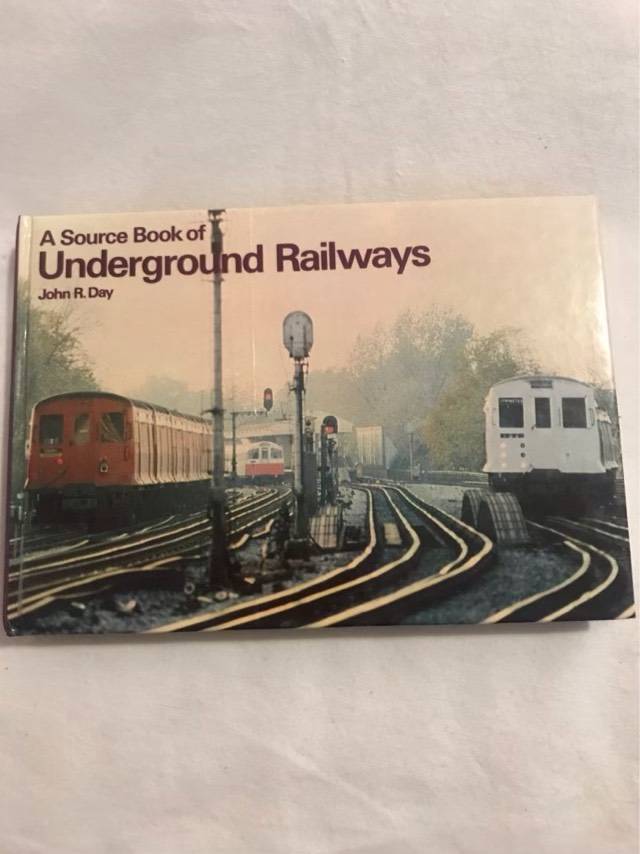 A Source Book of
Underground Railways
John R. Day